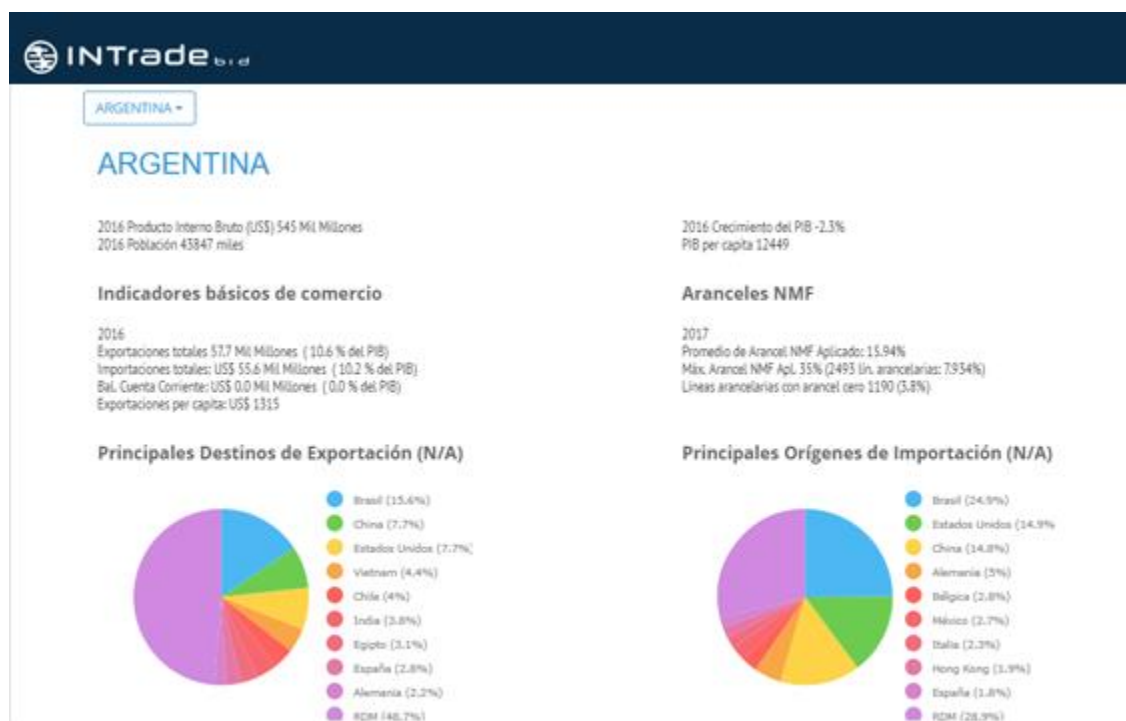 INTrade bid
ARGENTINA
ARGENTINA
2016 Producto Interno Bruto (US$) 545 Mil Millones
2016 Población 43847 miles
2016 Crecimiento del PIB -2.3%
PIB per capita 12449
Indicadores básicos de comercio
2016
Exportaciones totales 57.7 Mil Millones ( 10.6 % del PIB)
Importaciones totales: US$ 55.6 Mil Millones ( 10.2 % del PIB)
Bal. Cuenta Corriente: US$ 0.0 Mil Millones ( 0.0 % del PIB)
Exportaciones per capita: US$ 1315
Aranceles NMF
2017
Promedio de Arancel NMF Aplicado: 15.94%
Máx. Arancel NMF Apl. 35% (2493 lín. arancelarias: 7.934%)
Líneas arancelarias con arancel cero 1190 (3.8%)
Principales Destinos de Exportación (N/A)
Brasil (15.6%)
China (7.7%)
Estados Unidos (7.7%)
Vietnam (4.4%)
Chile (4%)
India (3.8%)
Egipto (3.1%)
España (2.8%)
Alemania (2.2%)
RDM (48.7%)
Principales Orígenes de Importación (N/A)
Brasil (24.9%)
Estados Unidos (14.9%
China (14.8%)
Alemania (5%)
Bélgica (2.8%)
México (2.7%)
Italia (2.3%)
Hong Kong (1.9%)
España (1.8%)
RDM (28.9%)